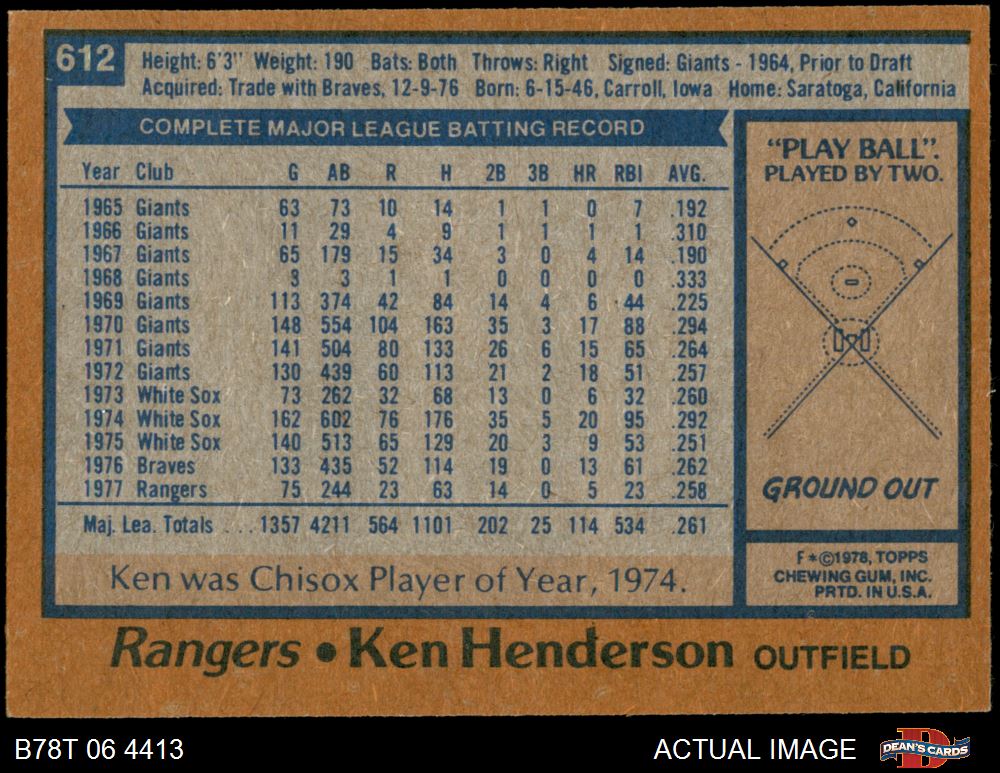 612
Height: 6'3" Weight: 190 Bats: Both Throws: Right Signed: Giants - 1964, Prior to Draft
Acquired: Trade with Braves, 12-9-76 Born: 6-15-46, Carroll, Iowa Home: Saratoga, California
COMPLETE MAJOR LEAGUE BATTING RECORD
Year Club G AB R H 2B 3B HR RBI AVG.
1965 Giants 63 73 10 14 1 1 0 7 .192
1966 Giants 11 29 4 9 1 1 1 1 .310
1967 Giants 65 179 15 34 3 0 4 14 .190
1968 Giants 3 3 1 1 0 0 0 0 .333
1969 Giants 113 374 42 84 14 4 6 44 .225
1970 Giants 148 554 104 163 35 3 17 88 .294
1971 Giants 141 504 80 133 26 6 15 65 .264
1972 Giants 130 439 60 113 21 2 18 51 .257
1973 White Sox 73 262 32 68 13 0 6 32 .260
1974 White Sox 162 602 76 176 35 5 20 95 .292
1975 White Sox 140 513 65 129 20 3 9 53 .251
1976 Braves 133 435 52 114 19 0 13 61 .262
1977 Rangers 75 244 23 63 14 0 5 23 .258
Maj. Lea. Totals .... 1357 4211 564 1101 202 25 114 534 .261
Ken was Chisox Player of Year, 1974.
"PLAY BALL".
PLAYED BY TWO.
GROUND OUT
F*©1978, TOPPS
CHEWING GUM, INC.
PRTD. IN U.S.A.
Rangers • Ken Henderson OUTFIELD
B78T 06 4413
ACTUAL IMAGE
DEAN'S CARDS